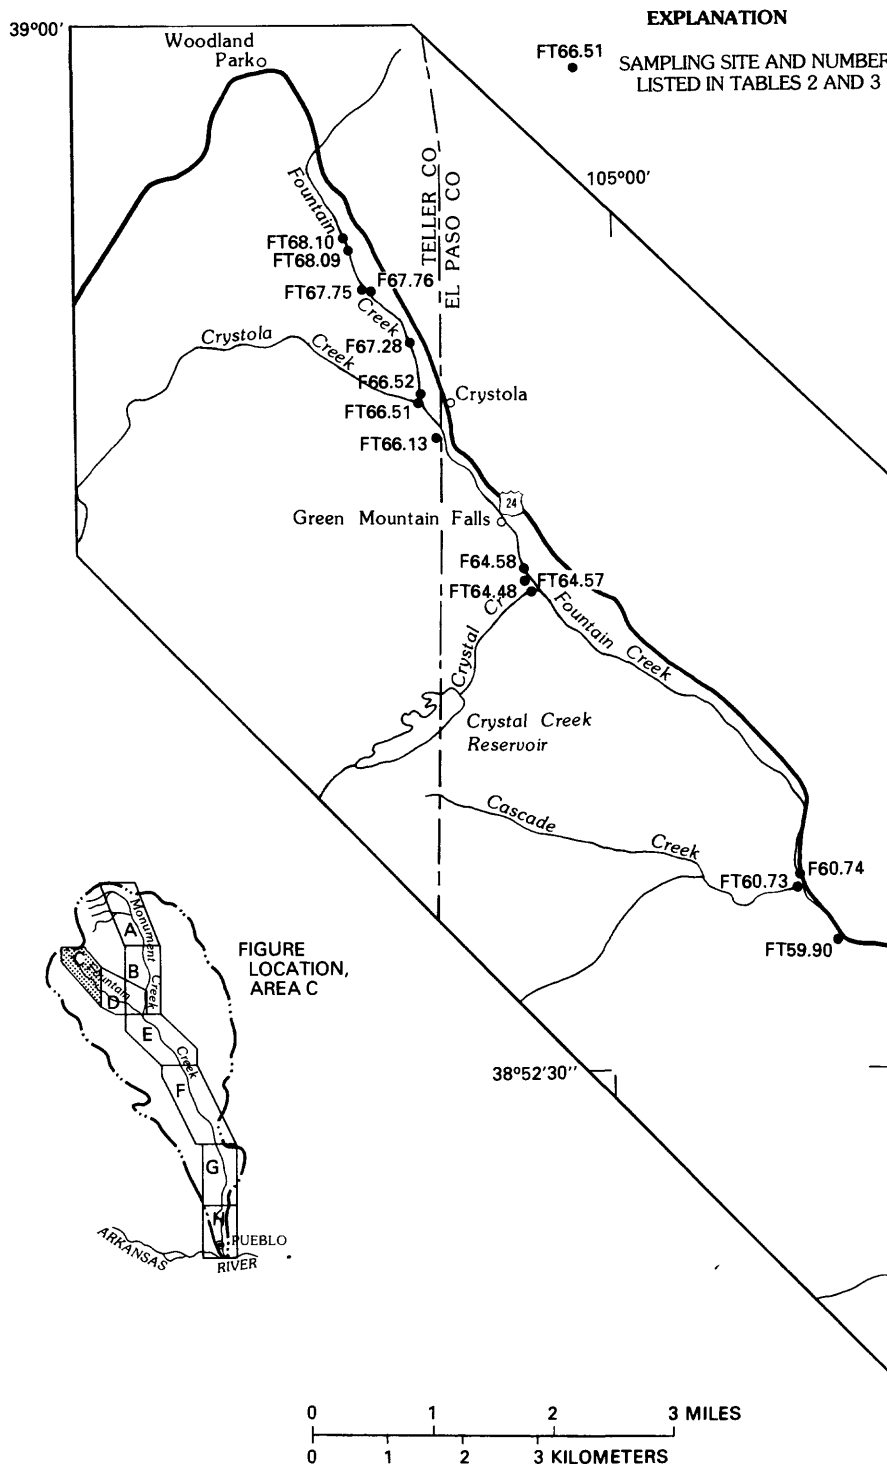 39°00'
Woodland
Park
EXPLANATION
FT66.51
SAMPLING SITE AND NUMBER
LISTED IN TABLES 2 AND 3
105°00'
TELLER CO
EL PASO CO
Fountain
Creek
FT68.10
FT68.09
F67.76
FT67.75
F67.28
Crystola
Creek
F66.52
FT66.51
Crystola
FT66.13
24
Green Mountain Falls
F64.58
FT64.57
FT64.48
Crystal Cr
Fountain Creek
Crystal Creek
Reservoir
Cascade
Creek
F60.74
FT60.73
FT59.90
38°52'30"
FIGURE
LOCATION,
AREA C
A
Monument
Creek
B
C
Fountain
D
E
Creek
F
G
H
PUEBLO
ARKANSAS
RIVER
0 1 2 3 MILES
0 1 2 3 KILOMETERS